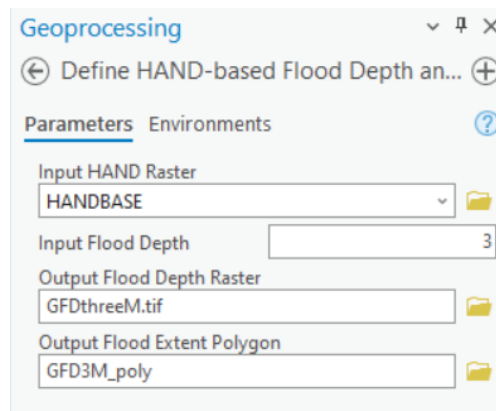 Geoprocessing
Define HAND-based Flood Depth an...
Parameters Environments
Input HAND Raster
HANDBASE
Input Flood Depth 3
Output Flood Depth Raster
GFDthreeM.tif
Output Flood Extent Polygon
GFD3M_poly